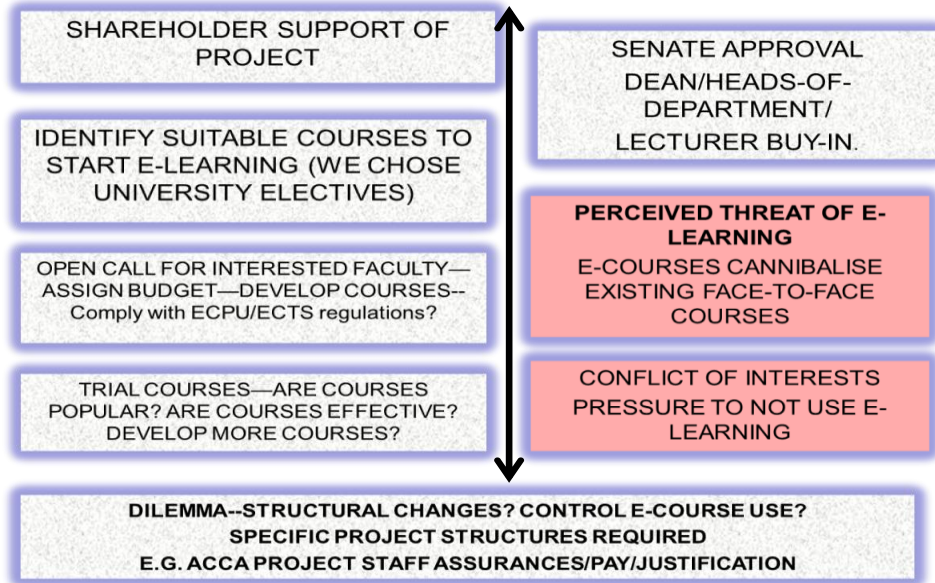 SHAREHOLDER SUPPORT OF
PROJECT
IDENTIFY SUITABLE COURSES TO
START E-LEARNING (WE CHOSE
UNIVERSITY ELECTIVES)
OPEN CALL FOR INTERESTED FACULTY—
ASSIGN BUDGET—DEVELOP COURSES--
Comply with ECPU/ECTS regulations?
TRIAL COURSES—ARE COURSES
POPULAR? ARE COURSES EFFECTIVE?
DEVELOP MORE COURSES?
SENATE APPROVAL
DEAN/HEADS-OF-
DEPARTMENT/
LECTURER BUY-IN.
PERCEIVED THREAT OF E-
LEARNING
E-COURSES CANNIBALISE
EXISTING FACE-TO-FACE
COURSES
CONFLICT OF INTERESTS
PRESSURE TO NOT USE E-
LEARNING
DILEMMA--STRUCTURAL CHANGES? CONTROL E-COURSE USE?
SPECIFIC PROJECT STRUCTURES REQUIRED
E.G. ACCA PROJECT STAFF ASSURANCES/PAY/JUSTIFICATION